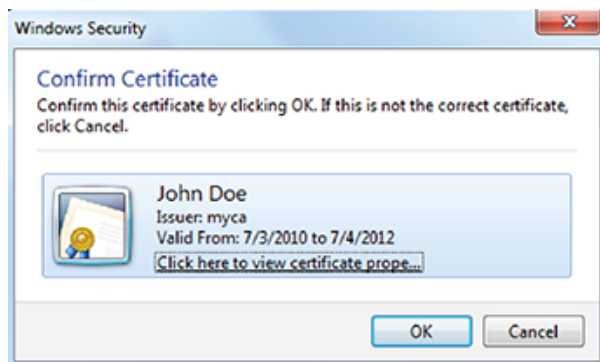 Windows Security
Confirm Certificate
Confirm this certificate by clicking OK. If this is not the correct certificate,
click Cancel.
John Doe
Issuer: myca
Valid From: 7/3/2010 to 7/4/2012
Click here to view certificate prope...
OK Cancel